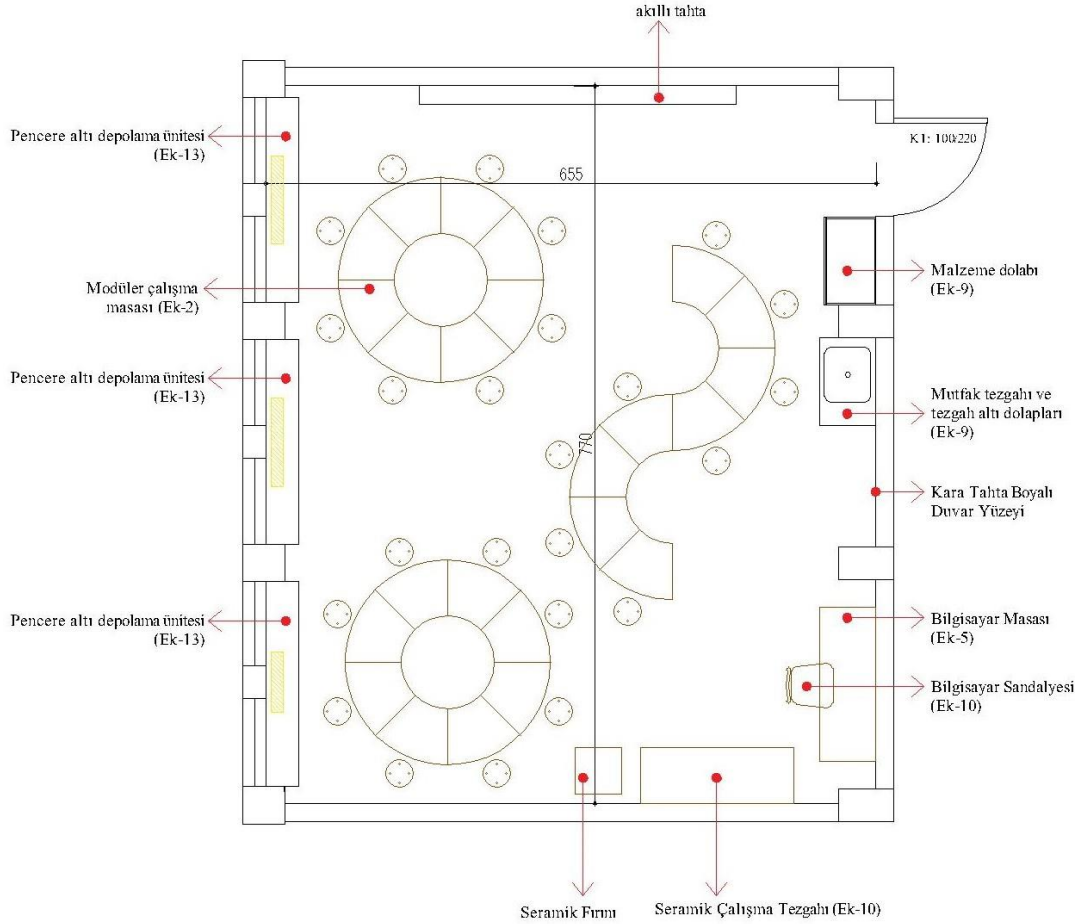 akıllı tahta
Pencere altı depolama ünitesi
(Ek-13)
K1: 100/220
655
Modüler çalışma
masası (Ek-2)
Malzeme dolabı
(Ek-9)
Pencere altı depolama ünitesi
(Ek-13)
Mutfak tezgahı ve
tezgah altı dolapları
(Ek-9)
770
Kara Tahta Boyalı
Duvar Yüzeyi
Pencere altı depolama ünitesi
(Ek-13)
Bilgisayar Masası
(Ek-5)
Bilgisayar Sandalyesi
(Ek-10)
Seramik Fırını
Seramik Çalışma Tezgahı (Ek-10)